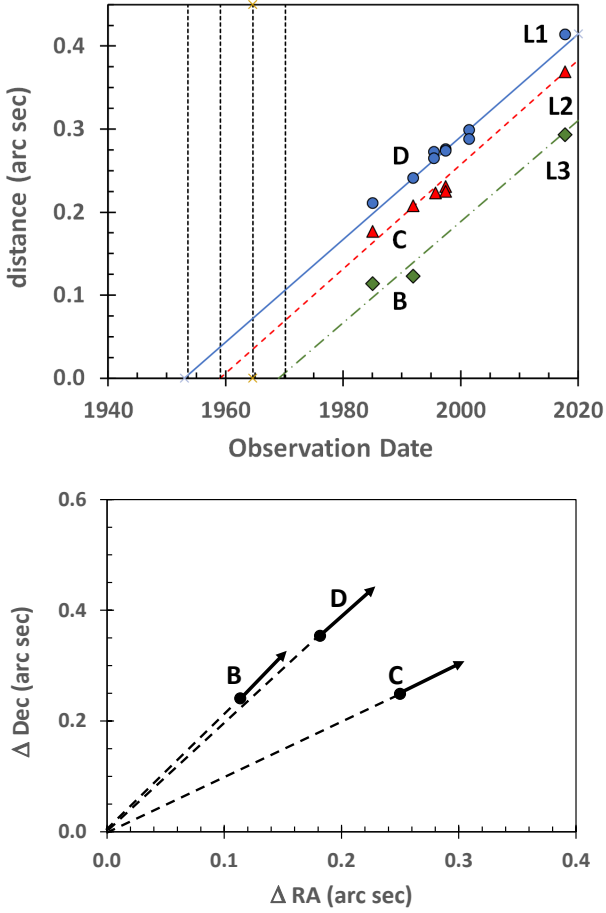 0.4
0.3
0.2
0.1
0.0
distance (arc sec)
L1
L2
L3
D
C
B
1940 1960 1980 2000 2020
Observation Date
0.6
0.4
0.2
0.0
Δ Dec (arc sec)
D
B
C
0.0 0.1 0.2 0.3 0.4
Δ RA (arc sec)